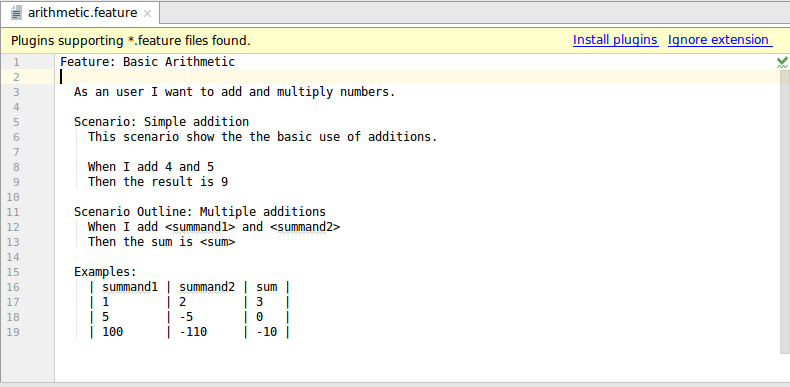 arithmetic.feature
Plugins supporting *.feature files found. Install plugins Ignore extension
1 Feature: Basic Arithmetic
2
3 As an user I want to add and multiply numbers.
4
5 Scenario: Simple addition
6 This scenario show the the basic use of additions.
7
8 When I add 4 and 5
9 Then the result is 9
10
11 Scenario Outline: Multiple additions
12 When I add <summand1> and <summand2>
13 Then the sum is <sum>
14
15 Examples:
16 | summand1 | summand2 | sum |
17 | 1 | 2 | 3 |
18 | 5 | -5 | 0 |
19 | 100 | -110 | -10 |